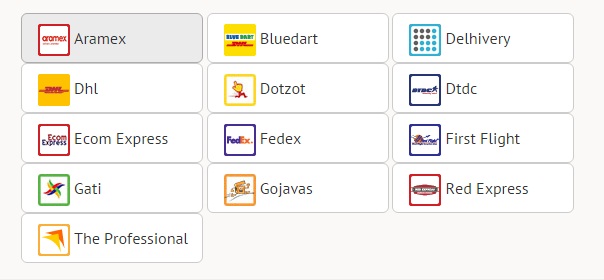 Aramex
Bluedart
Delhivery
Dhl
Dotzot
Dtdc
Ecom Express
Fedex
First Flight
Gati
Gojavas
Red Express
The Professional